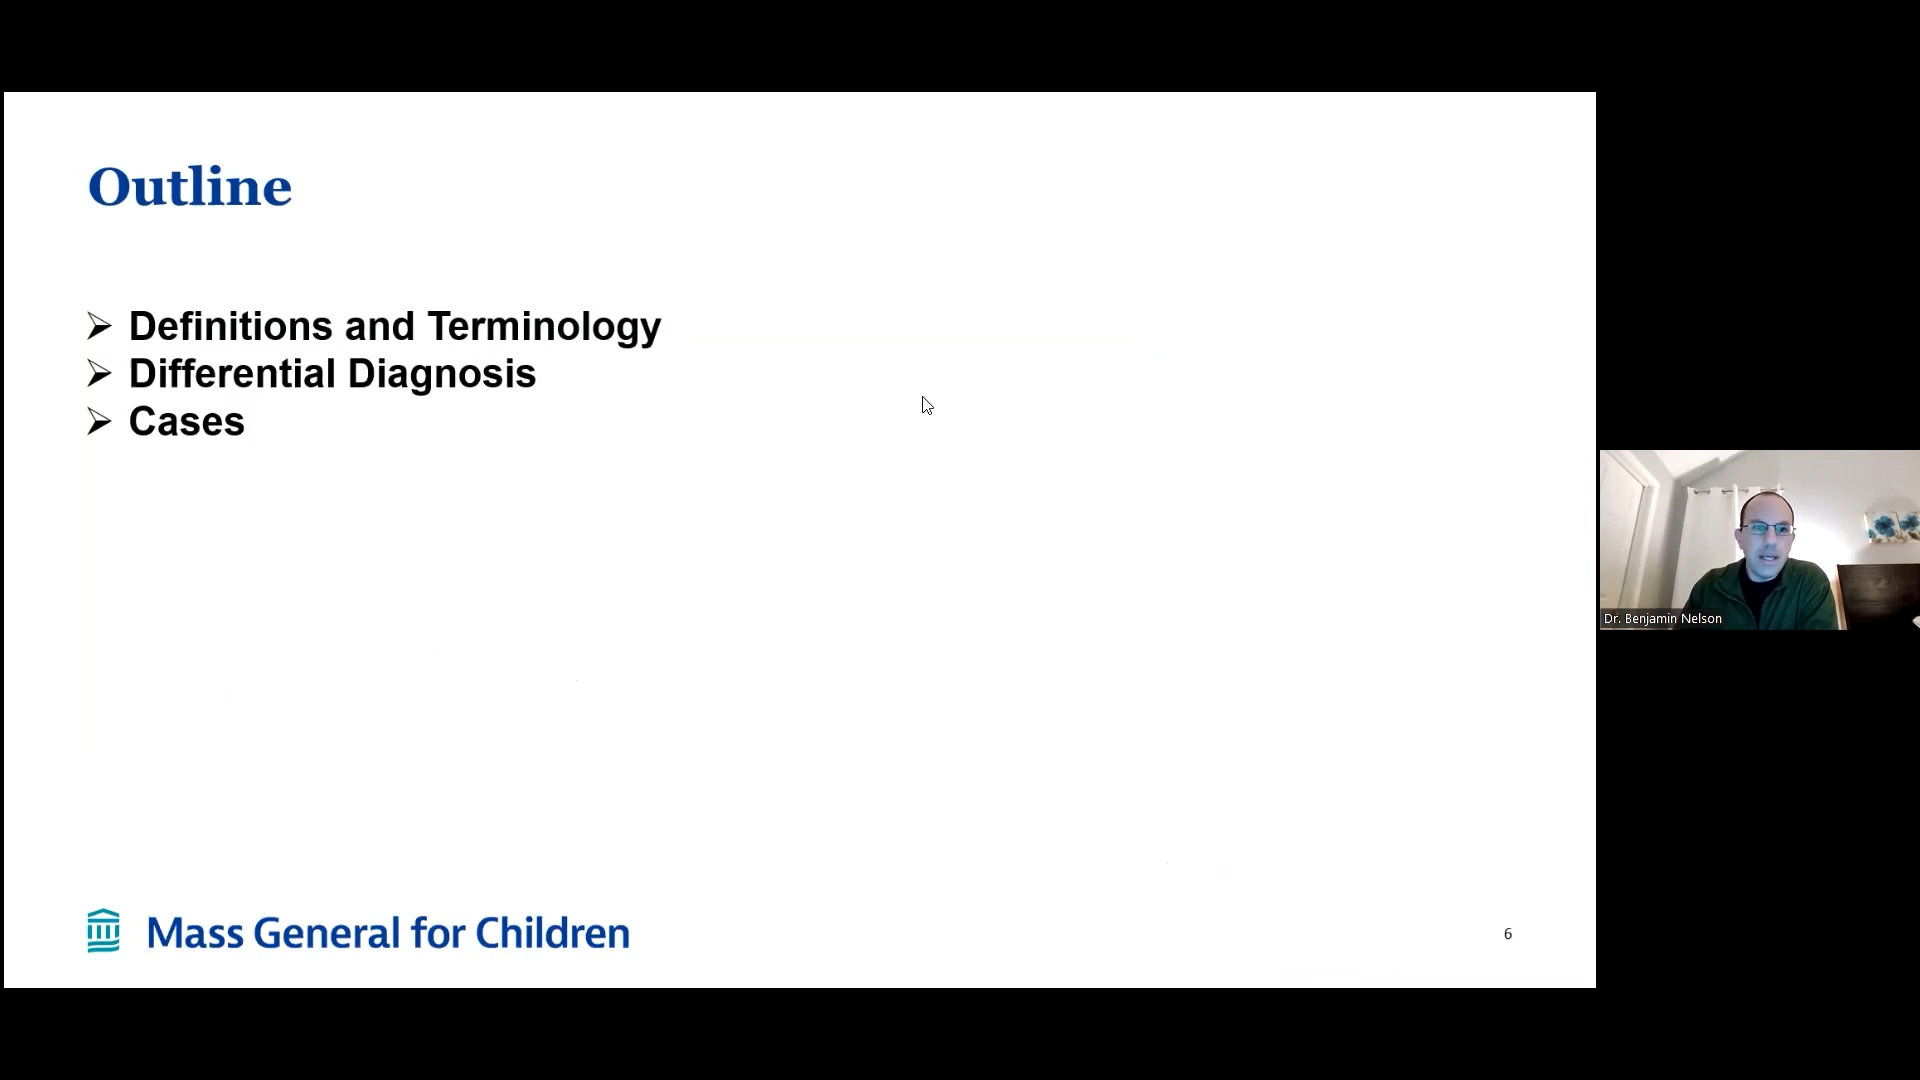 Outline
➢ Definitions and Terminology
➢ Differential Diagnosis
➢ Cases
Dr. Benjamin Nelson
Mass General for Children
6